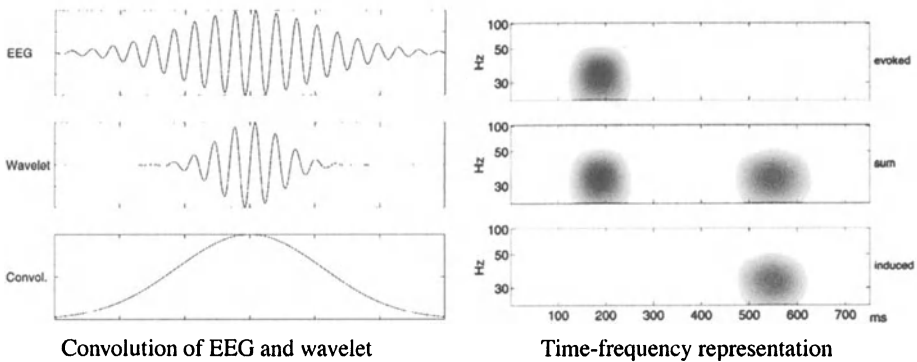 EEG
Wavelet
Convol.
Convolution of EEG and wavelet
Hz
100
50
30
evoked
Hz
100
50
30
sum
Hz
100
50
30
induced
100 200 300 400 500 600 700 ms
Time-frequency representation